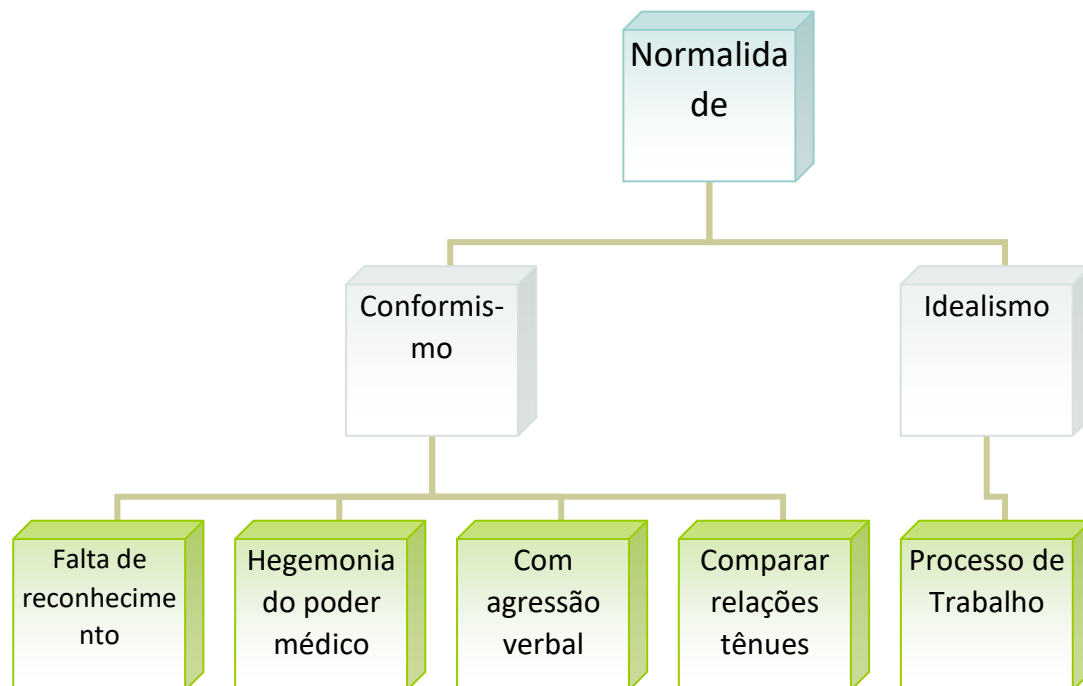 Normalida
de
Conformis-
mo
Idealismo
Falta de
reconhecime
nto
Hegemonia
do poder
médico
Com
agressão
verbal
Comparar
relações
tênues
Processo de
Trabalho